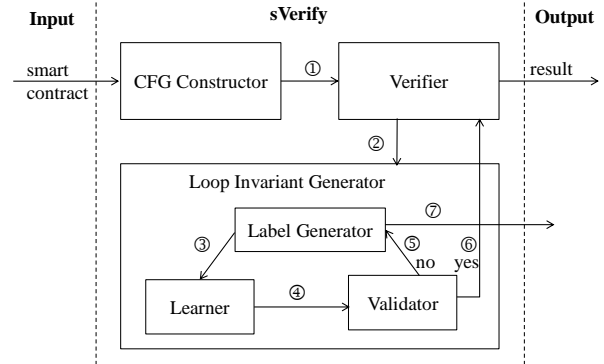 Input
sVerify
Output
smart
contract
CFG Constructor
①
Verifier
result
②
Loop Invariant Generator
Label Generator
⑦
③
⑤
⑥
no
yes
Learner
④
Validator